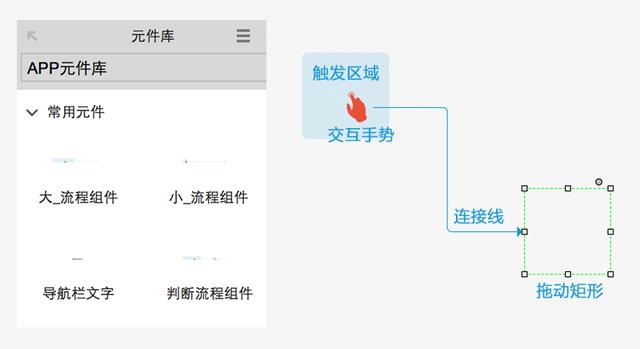 元件库
APP元件库
常用元件
大_流程组件
小_流程组件
导航栏文字
判断流程组件
触发区域
交互手势
连接线
拖动矩形